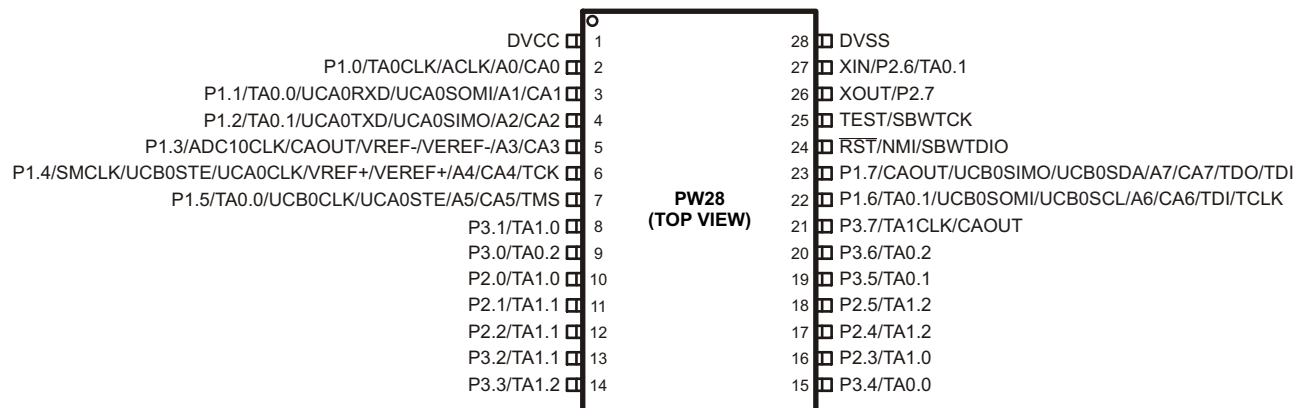 DVCC 1 28 DVSS
P1.0/TA0CLK/ACLK/A0/CA0 2 27 XIN/P2.6/TA0.1
P1.1/TA0.0/UCA0RXD/UCA0SOMI/A1/CA1 3 26 XOUT/P2.7
P1.2/TA0.1/UCA0TXD/UCA0SIMO/A2/CA2 4 25 TEST/SBWTCK
P1.3/ADC10CLK/CAOUT/VREF-/VEREF-/A3/CA3 5 24 RST/NMI/SBWTDIO
P1.4/SMCLK/UCB0STE/UCA0CLK/VREF+/VEREF+/A4/CA4/TCK 6 23 P1.7/CAOUT/UCB0SIMO/UCB0SDA/A7/CA7/TDO/TDI
P1.5/TA0.0/UCB0CLK/UCA0STE/A5/CA5/TMS 7 PW28 22 P1.6/TA0.1/UCB0SOMI/UCB0SCL/A6/CA6/TDI/TCLK
P3.1/TA1.0 8 (TOP VIEW) 21 P3.7/TA1CLK/CAOUT
P3.0/TA0.2 9 20 P3.6/TA0.2
P2.0/TA1.0 10 19 P3.5/TA0.1
P2.1/TA1.1 11 18 P2.5/TA1.2
P2.2/TA1.1 12 17 P2.4/TA1.2
P3.2/TA1.1 13 16 P2.3/TA1.0
P3.3/TA1.2 14 15 P3.4/TA0.0